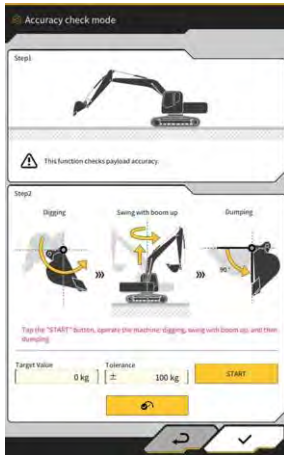 Accuracy check mode
Step1
This function checks payload accuracy.
Step2
Digging Swing with boom up Dumping
90°
Tap the "START" button, operate the machine: digging, swing with boom up, and then
dumping
Target Value Tolerance
0 kg ± 100 kg START